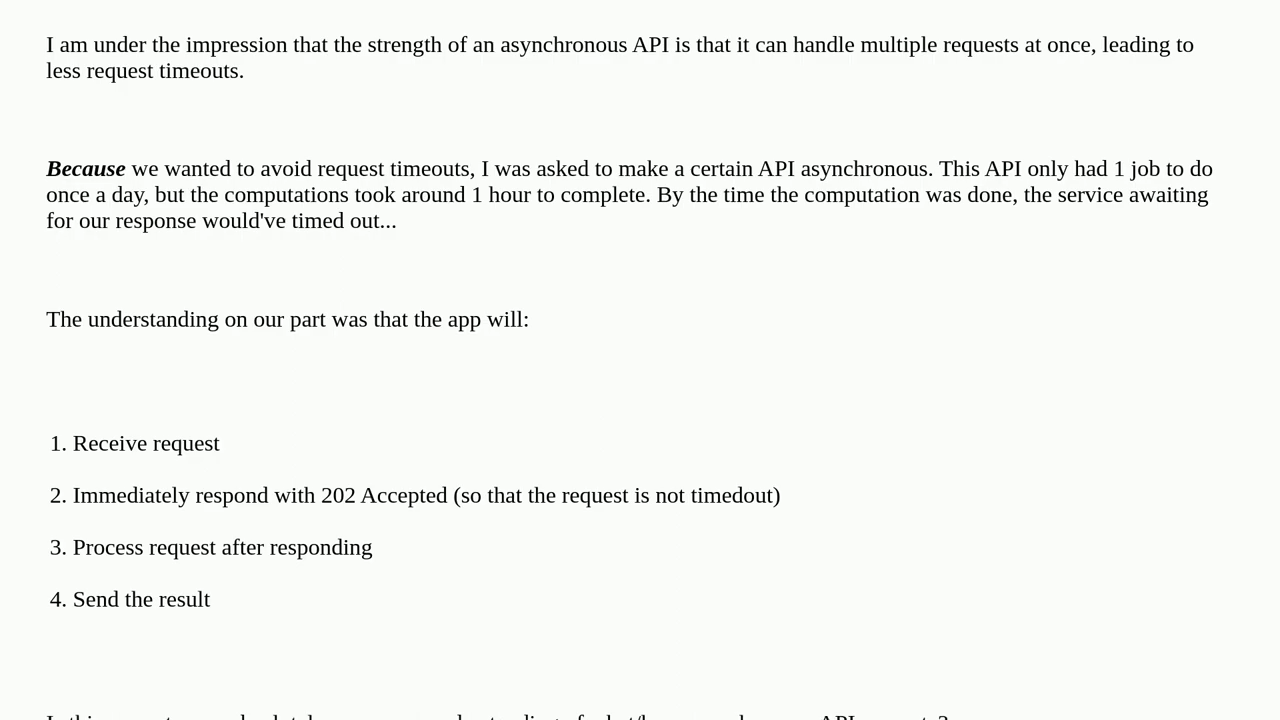 I am under the impression that the strength of an asynchronous API is that it can handle multiple requests at once, leading to
less request timeouts.
Because we wanted to avoid request timeouts, I was asked to make a certain API asynchronous. This API only had 1 job to do
once a day, but the computations took around 1 hour to complete. By the time the computation was done, the service awaiting
for our response would've timed out...
The understanding on our part was that the app will:
1. Receive request
2. Immediately respond with 202 Accepted (so that the request is not timedout)
3. Process request after responding
4. Send the result